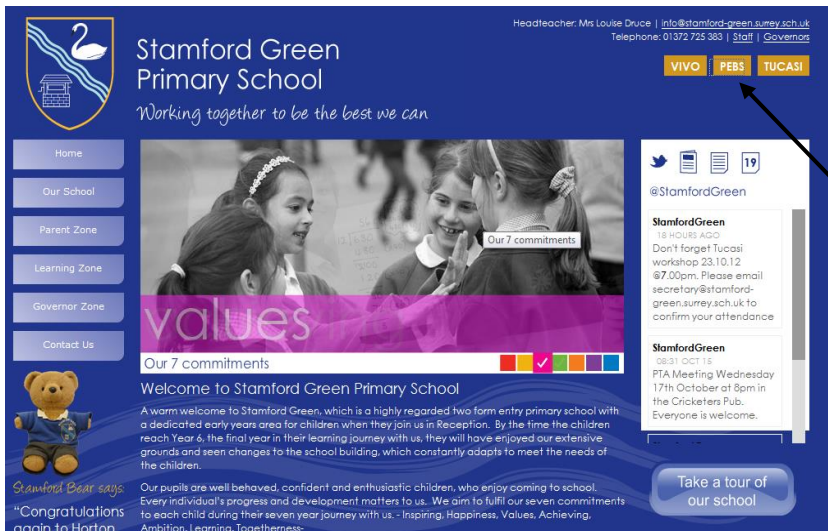 Headteacher: Mrs Louise Druce | info@stamford-green.surrey.sch.uk
Telephone: 01372 725 383 | Staff | Governors
VIVO PEBS TUCASI
Stamford Green
Primary School
Working together to be the best we can
Home
Our School
Parent Zone
Learning Zone
Governor Zone
Contact Us
Our 7 commitments
values
Our 7 commitments
19
@StamfordGreen
StamfordGreen
18 HOURS AGO
Don't forget Tucasi
workshop 23.10.12
@7.00pm. Please email
secretary@stamford-
green.surrey.sch.uk to
confirm your attendance
StamfordGreen
08:31 OCT 15
PTA Meeting Wednesday
17th October at 8pm in
the Cricketers Pub.
Everyone is welcome.
Welcome to Stamford Green Primary School
A warm welcome to Stamford Green, which is a highly regarded two form entry primary school with
a dedicated early years area for children when they join us in Reception. By the time the children
reach Year 6, the final year in their learning journey with us, they will have enjoyed our extensive
grounds and seen changes to the school building, which constantly adapts to meet the needs of
the children.
Our pupils are well behaved, confident and enthusiastic children, who enjoy coming to school.
Every individual's progress and development matters to us. We aim to fulfil our seven commitments
to each child during their seven year journey with us. - Inspiring, Happiness, Values, Achieving,
Ambition, Learning, Togetherness-
Stamford Bear says:
"Congratulations
again to Horton
Take a tour of
our school